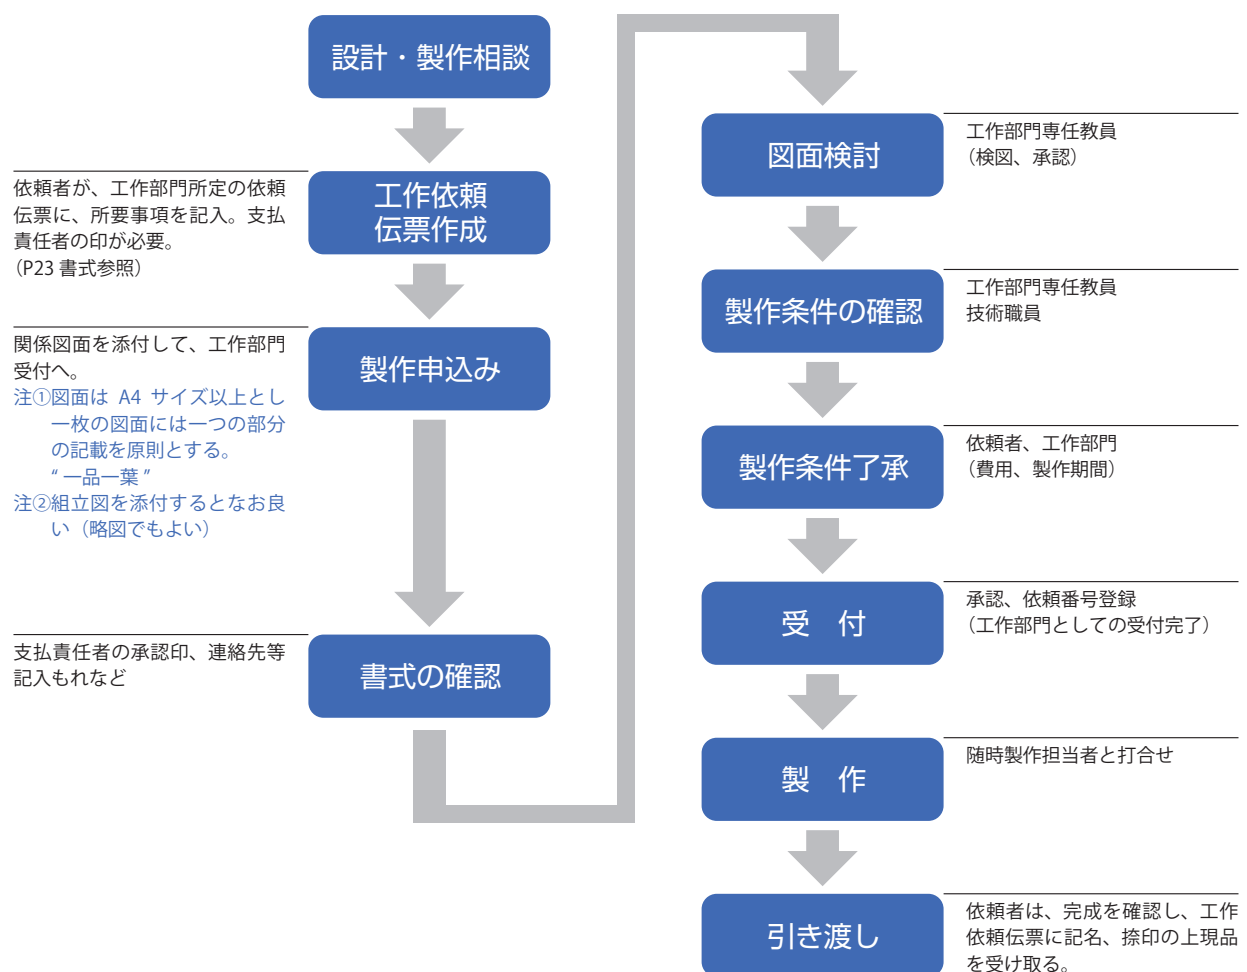 設計・製作相談
工作依頼
伝票作成
依頼者が、工作部門所定の依頼
伝票に、所要事項を記入。支払
責任者の印が必要。
（P23 書式参照）
製作申込み
関係図面を添付して、工作部門
受付へ。
注①図面は A4 サイズ以上とし
一枚の図面には一つの部分
の記載を原則とする。
“ 一品一葉 ”
注②組立図を添付するとなお良
い（略図でもよい）
書式の確認
支払責任者の承認印、連絡先等
記入もれなど
図面検討
工作部門専任教員
（検図、承認）
製作条件の確認
工作部門専任教員
技術職員
製作条件了承
依頼者、工作部門
（費用、製作期間）
受　付
承認、依頼番号登録
（工作部門としての受付完了）
製　作
随時製作担当者と打合せ
引き渡し
依頼者は、完成を確認し、工作
依頼伝票に記名、捺印の上現品
を受け取る。